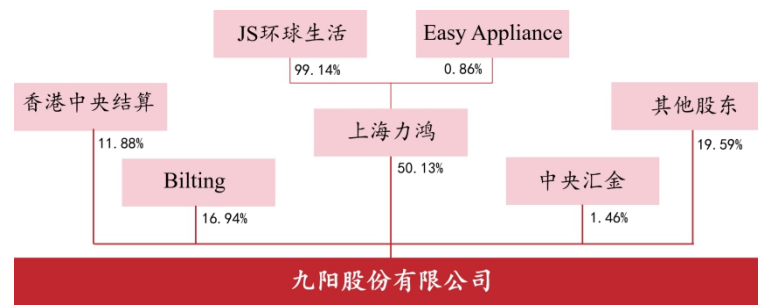 JS环球生活
Easy Appliance
99.14%
0.86%
香港中央结算
上海力鸿
其他股东
11.88%
50.13%
19.59%
Bilting
中央汇金
16.94%
1.46%
九阳股份有限公司